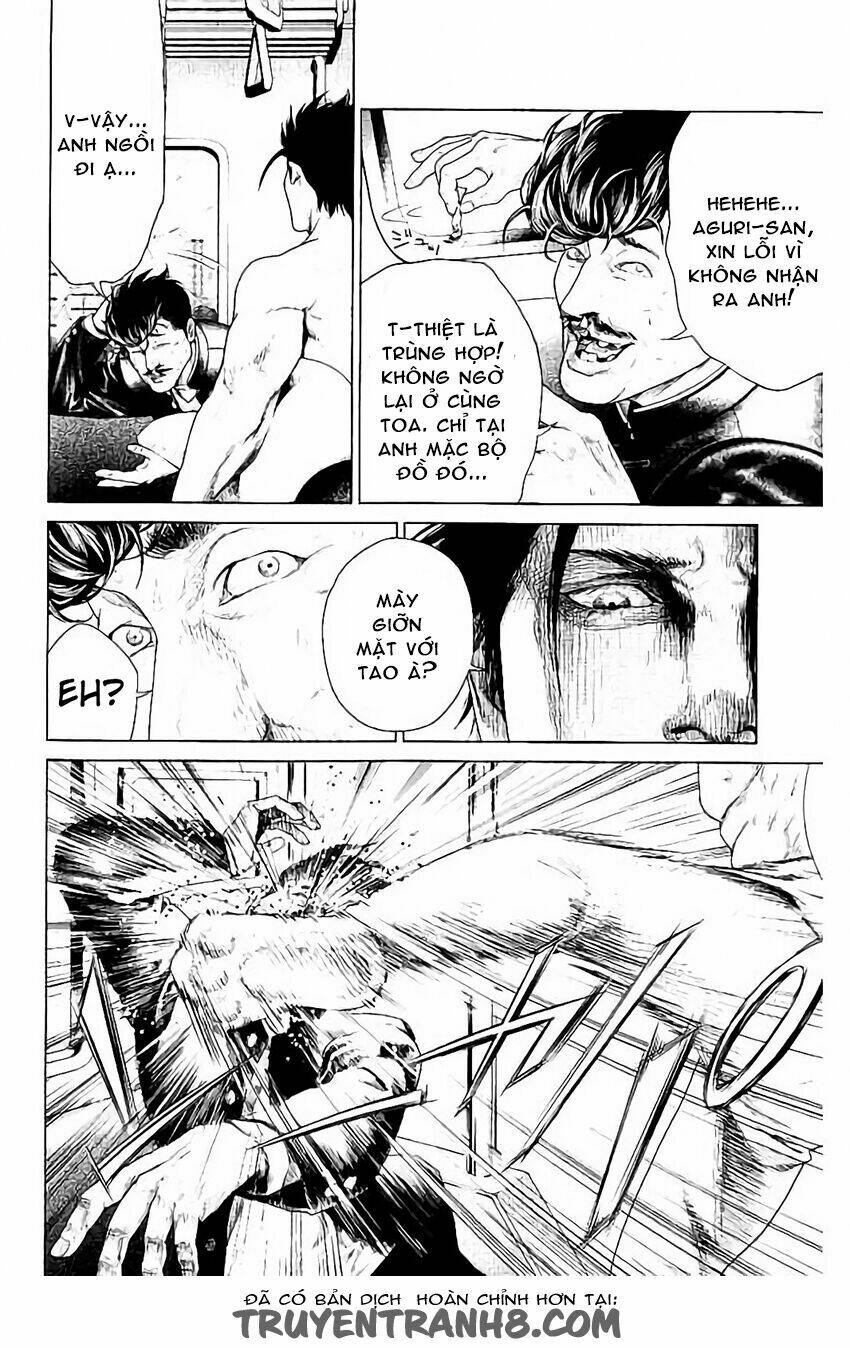 HEHEHE...
AGURI-SAN,
XIN LỖI VÌ
KHÔNG NHẬN
RA ANH!
T-THIỆT LÀ
TRÙNG HỢP!
KHÔNG NGỜ
LẠI Ở CÙNG
TOA. CHỈ TẠI
ANH MẶC BỘ
ĐỒ ĐÓ...
V-VẬY...
ANH NGỒI
ĐI Ạ...
MÀY
GIỠN
MẶT VỚI
TAO À?
EH?
ĐÃ CÓ BẢN DỊCH HOÀN CHỈNH HƠN TẠI:
TRUYENTRANH8.COM